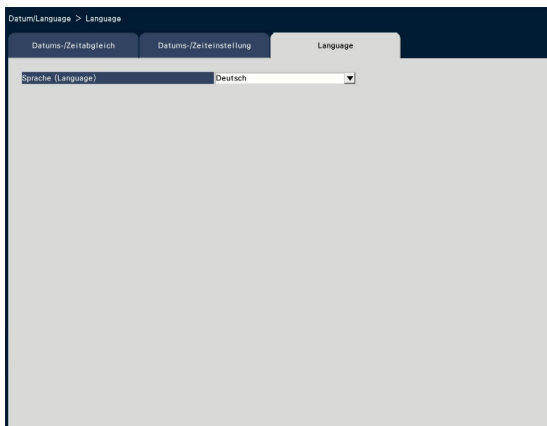 Datum/Language > Language
Datums-/Zeitabgleich Datums-/Zeiteinstellung Language
Sprache (Language) Deutsch